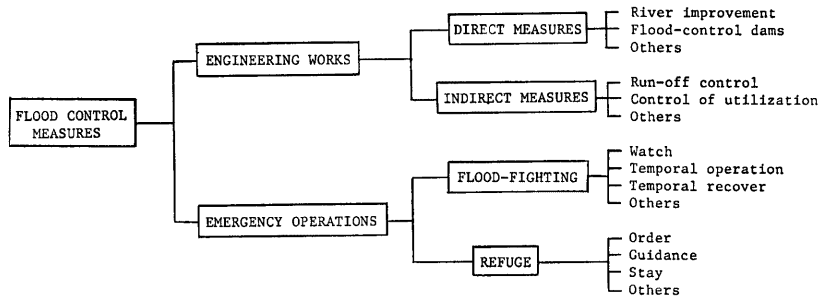 FLOOD CONTROL
MEASURES
ENGINEERING WORKS
DIRECT MEASURES
River improvement
Flood-control dams
Others
INDIRECT MEASURES
Run-off control
Control of utilization
Others
EMERGENCY OPERATIONS
FLOOD-FIGHTING
Watch
Temporal operation
Temporal recover
Others
REFUGE
Order
Guidance
Stay
Others